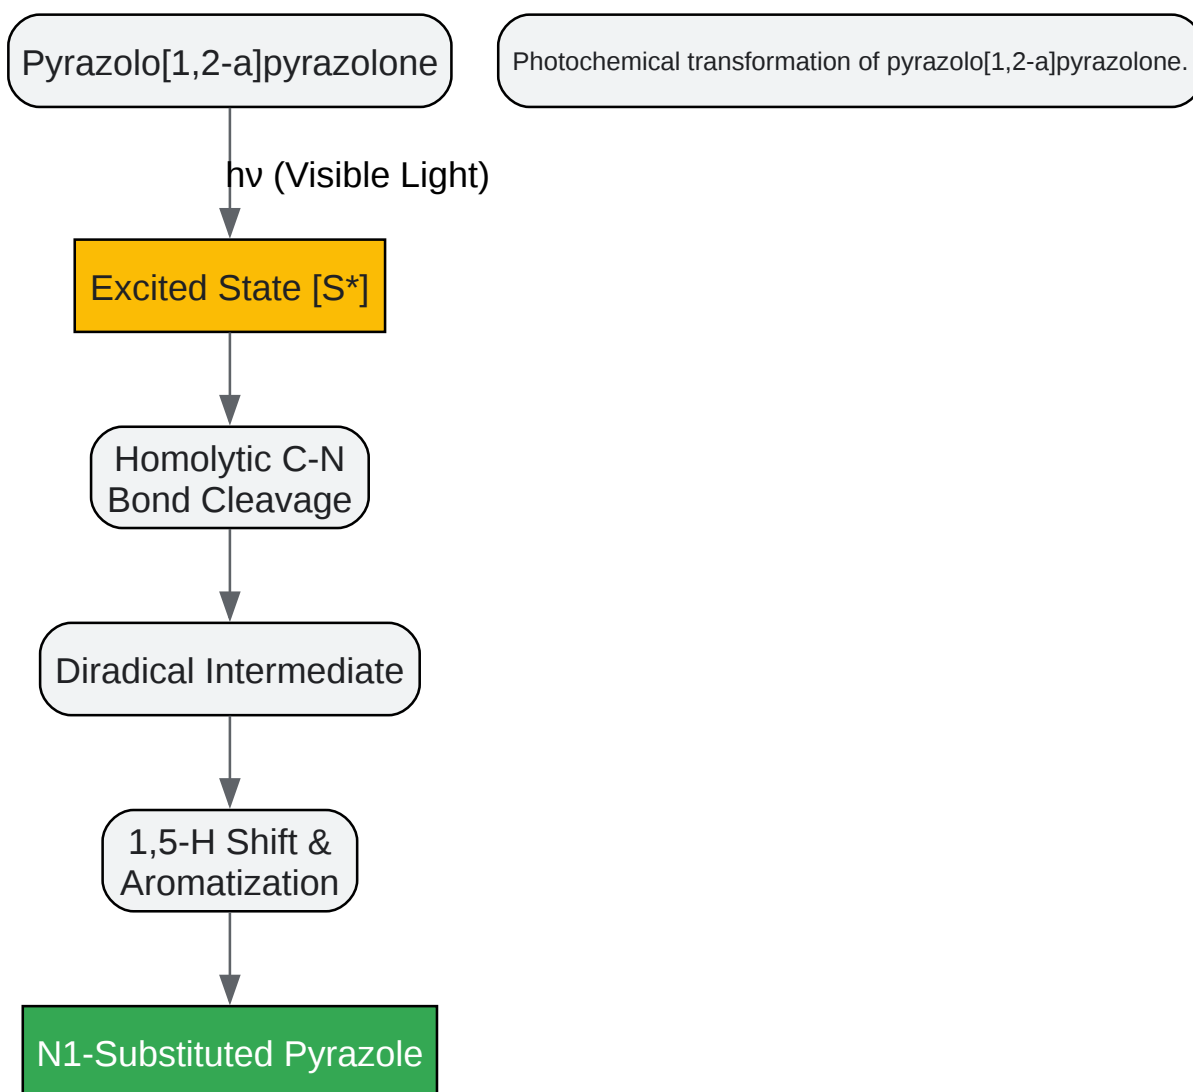 Pyrazolo[1,2-a]pyrazolone
Photochemical transformation of pyrazolo[1,2-a]pyrazolone.
hν (Visible Light)
Excited State [S*]
Homolytic C-N
Bond Cleavage
Diradical Intermediate
1,5-H Shift &
Aromatization
N1-Substituted Pyrazole